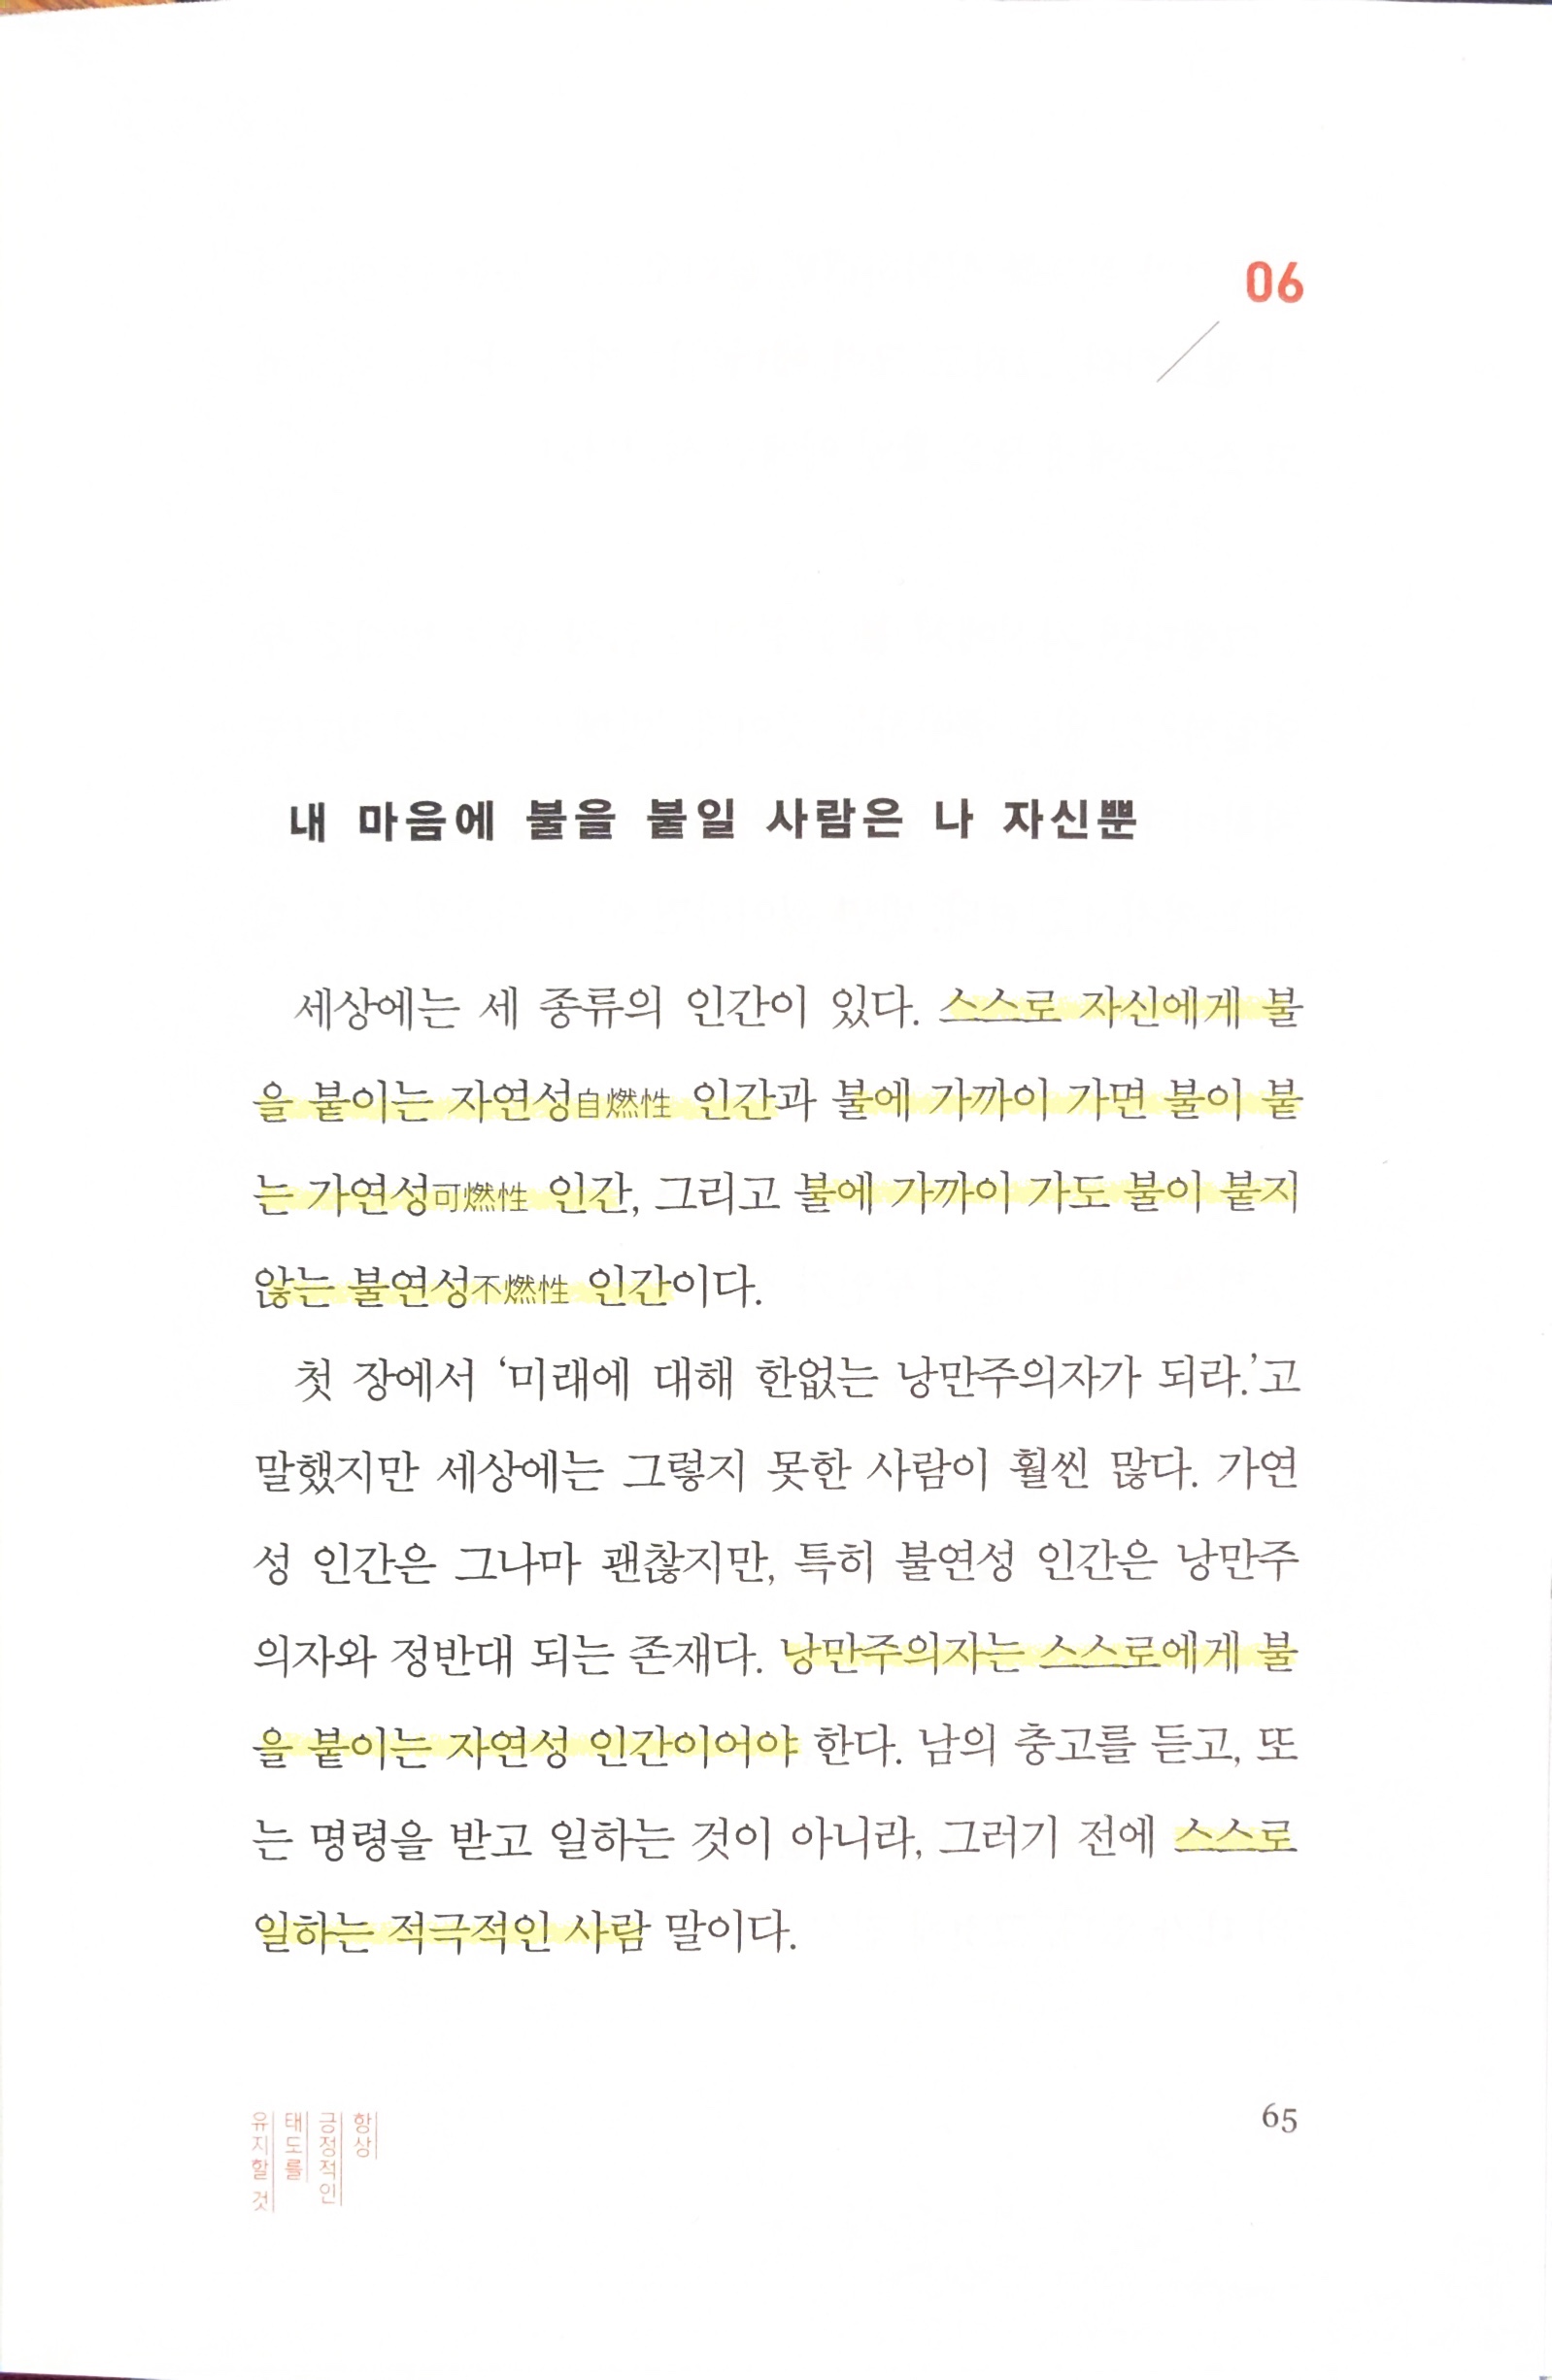 06
내 마음에 불을 붙일 사람은 나 자신뿐
세상에는 세 종류의 인간이 있다. 스스로 자신에게 불
을 붙이는 자연성自燃性 인간과 불에 가까이 가면 불이 붙
는 가연성可燃性 인간, 그리고 불에 가까이 가도 불이 붙지
않는 불연성不燃性 인간이다.
첫 장에서 ‘미래에 대해 한없는 낭만주의자가 되라.’고
말했지만 세상에는 그렇지 못한 사람이 훨씬 많다. 가연
성 인간은 그나마 괜찮지만, 특히 불연성 인간은 낭만주
의자와 정반대 되는 존재다. 낭만주의자는 스스로에게 불
을 붙이는 자연성 인간이어야 한다. 남의 충고를 듣고, 또
는 명령을 받고 일하는 것이 아니라, 그러기 전에 스스로
일하는 적극적인 사람 말이다.
항상
긍정적인
태도를
유지할 것
65